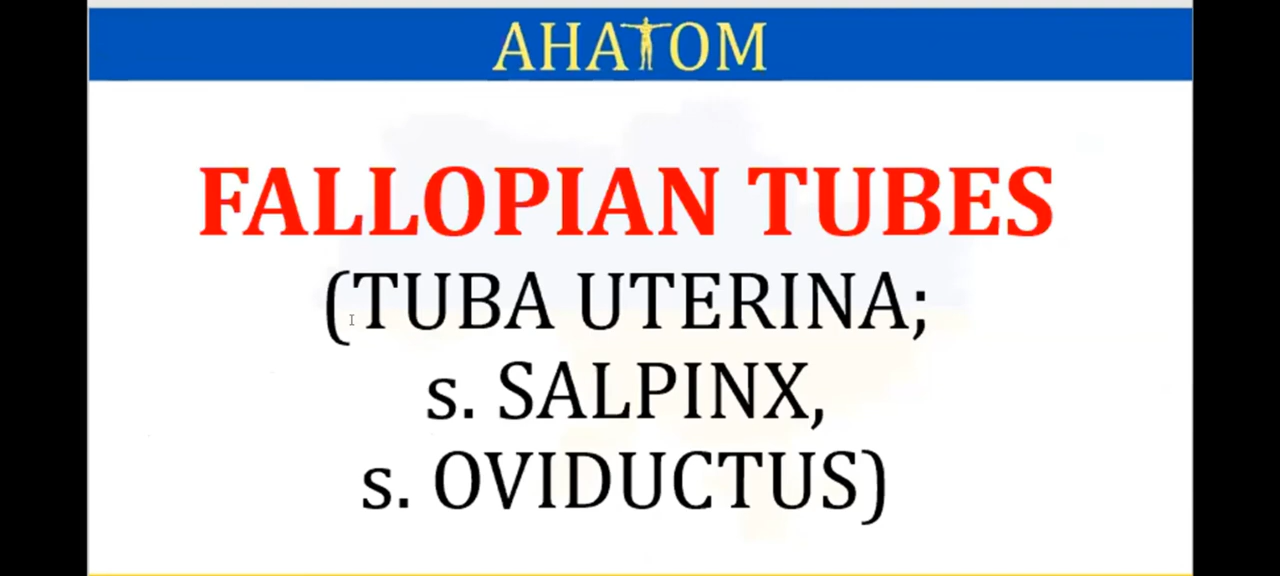 AHATOM
FALLOPIAN TUBES
(TUBA UTERINA;
s. SALPINX,
s. OVIDUCTUS)